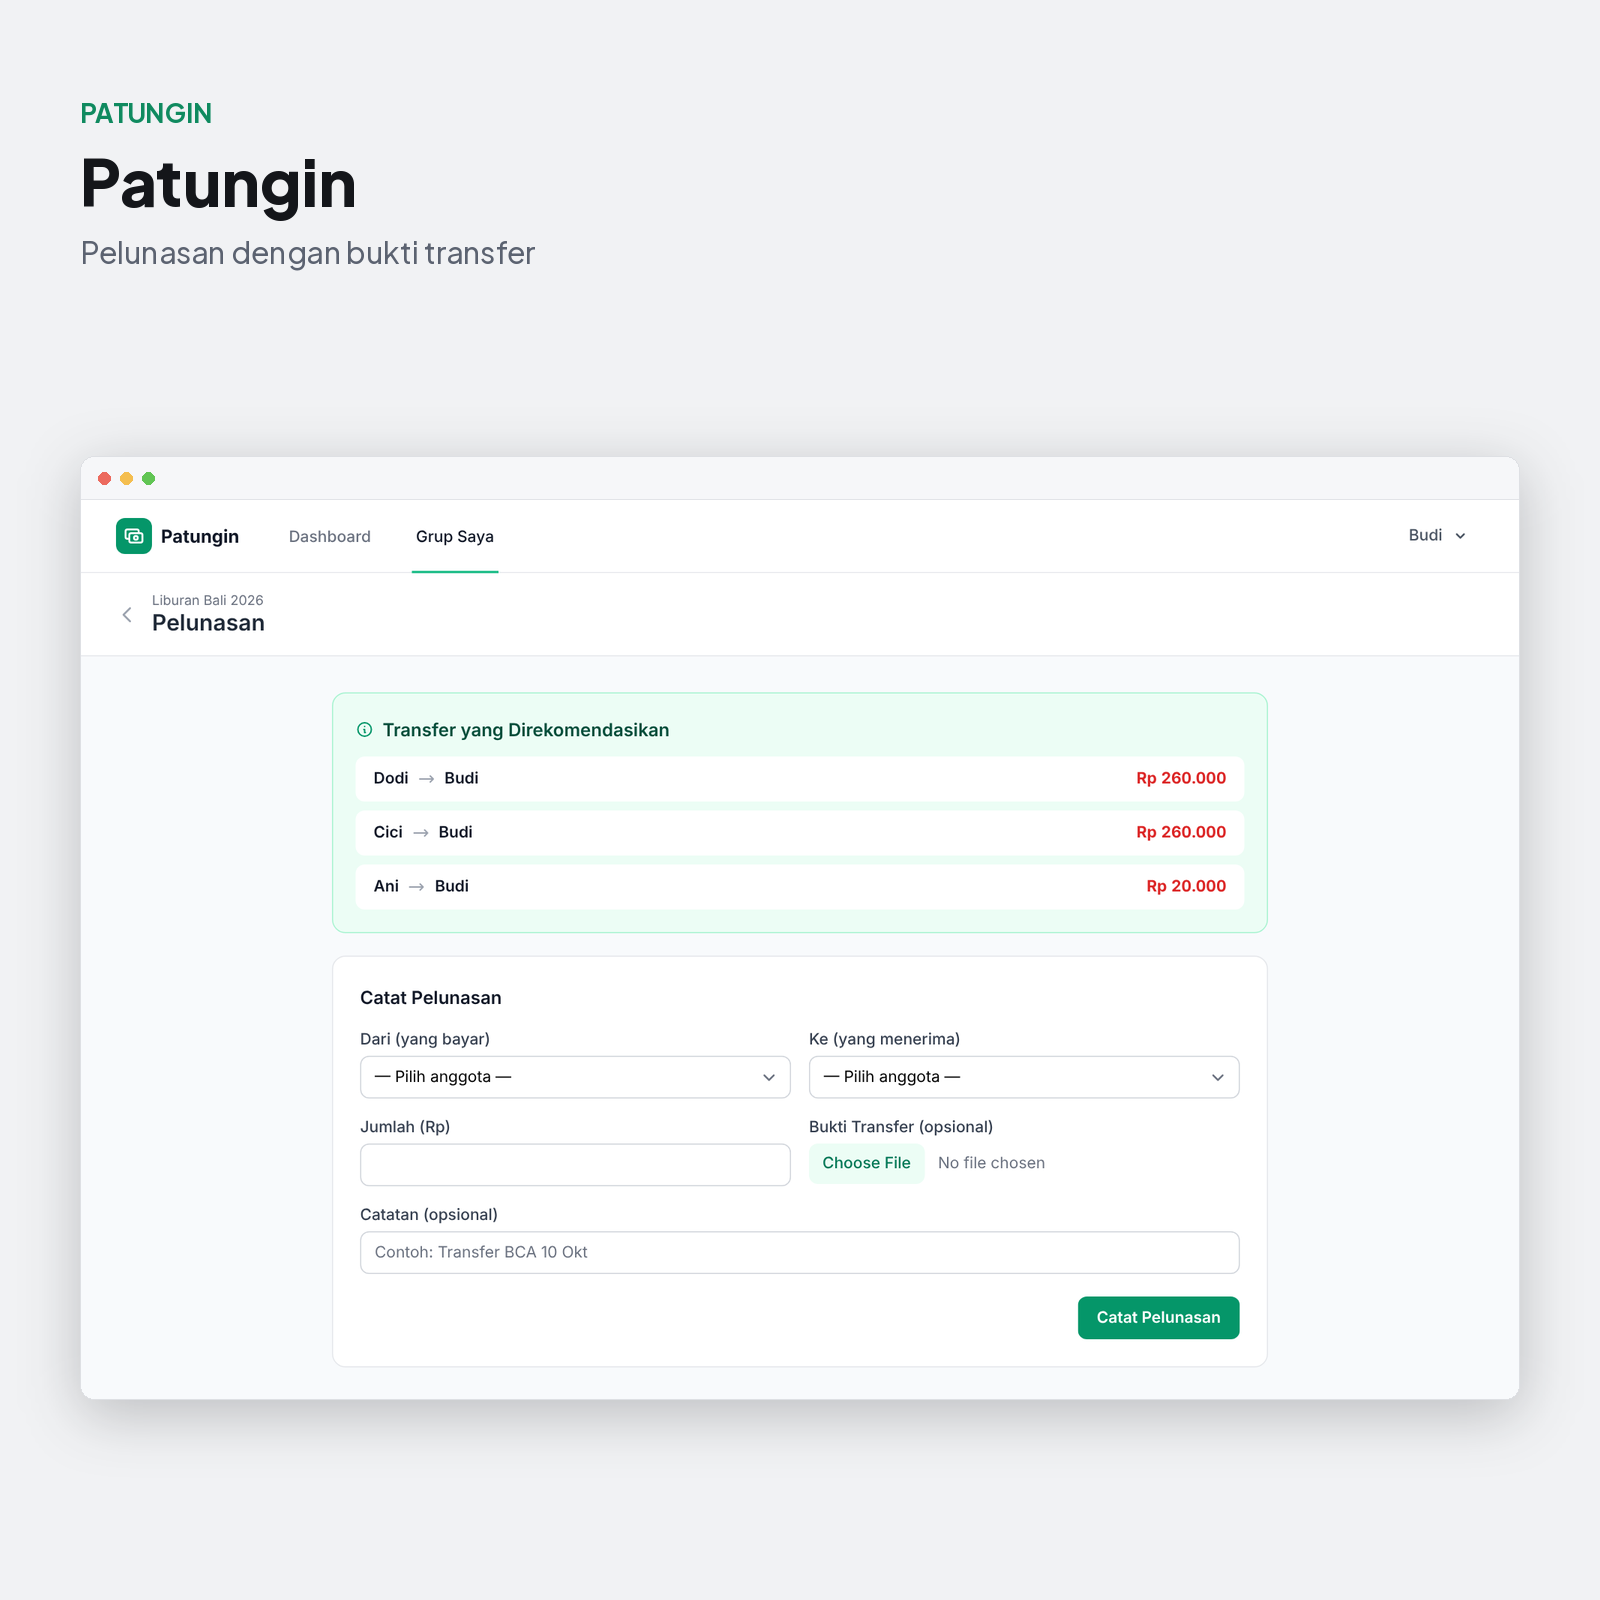 PATUNGIN
Patungin
Pelunasan dengan bukti transfer
Patungin
Dashboard
Grup Saya
Budi
Liburan Bali 2026
Pelunasan
Transfer yang Direkomendasikan
Dodi → Budi
Rp 260.000
Cici → Budi
Rp 260.000
Ani → Budi
Rp 20.000
Catat Pelunasan
Dari (yang bayar)
Ke (yang menerima)
— Pilih anggota —
— Pilih anggota —
Jumlah (Rp)
Bukti Transfer (opsional)
Choose File
No file chosen
Catatan (opsional)
Contoh: Transfer BCA 10 Okt
Catat Pelunasan